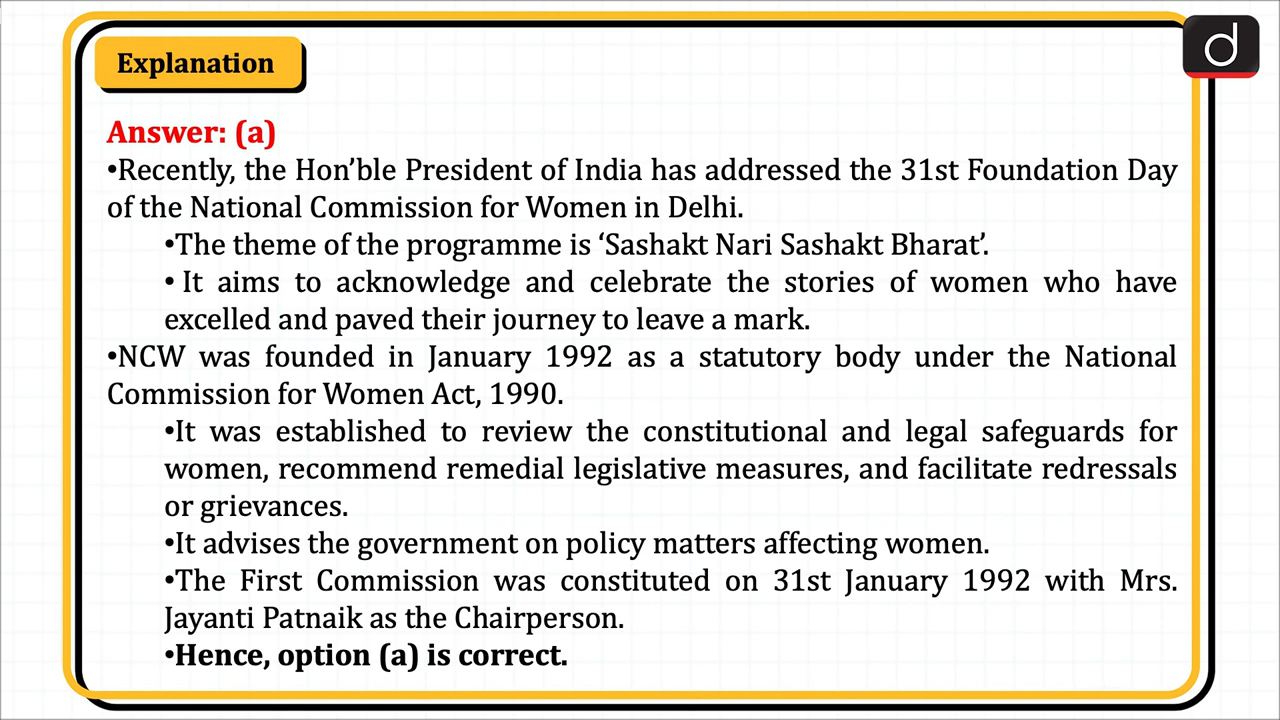 Explanation
d
Answer: (a)
•Recently, the Hon’ble President of India has addressed the 31st Foundation Day
of the National Commission for Women in Delhi.
•The theme of the programme is ‘Sashakt Nari Sashakt Bharat’.
• It aims to acknowledge and celebrate the stories of women who have
excelled and paved their journey to leave a mark.
•NCW was founded in January 1992 as a statutory body under the National
Commission for Women Act, 1990.
•It was established to review the constitutional and legal safeguards for
women, recommend remedial legislative measures, and facilitate redressals
or grievances.
•It advises the government on policy matters affecting women.
•The First Commission was constituted on 31st January 1992 with Mrs.
Jayanti Patnaik as the Chairperson.
•Hence, option (a) is correct.